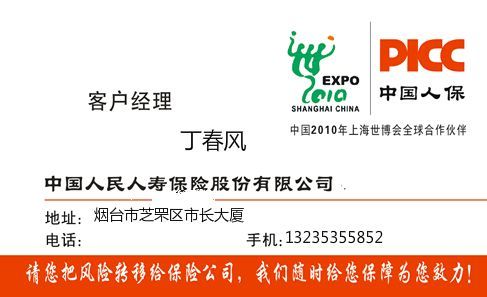 EXPO
2010
SHANGHAI CHINA
PICC
中国人保
中国2010年上海世博会全球合作伙伴
客户经理
丁春风
中国人民人寿保险股份有限公司
地址: 烟台市芝罘区市长大厦
电话: 手机:13235355852
请您把风险转移给保险公司，我们随时给您保障为您效力！